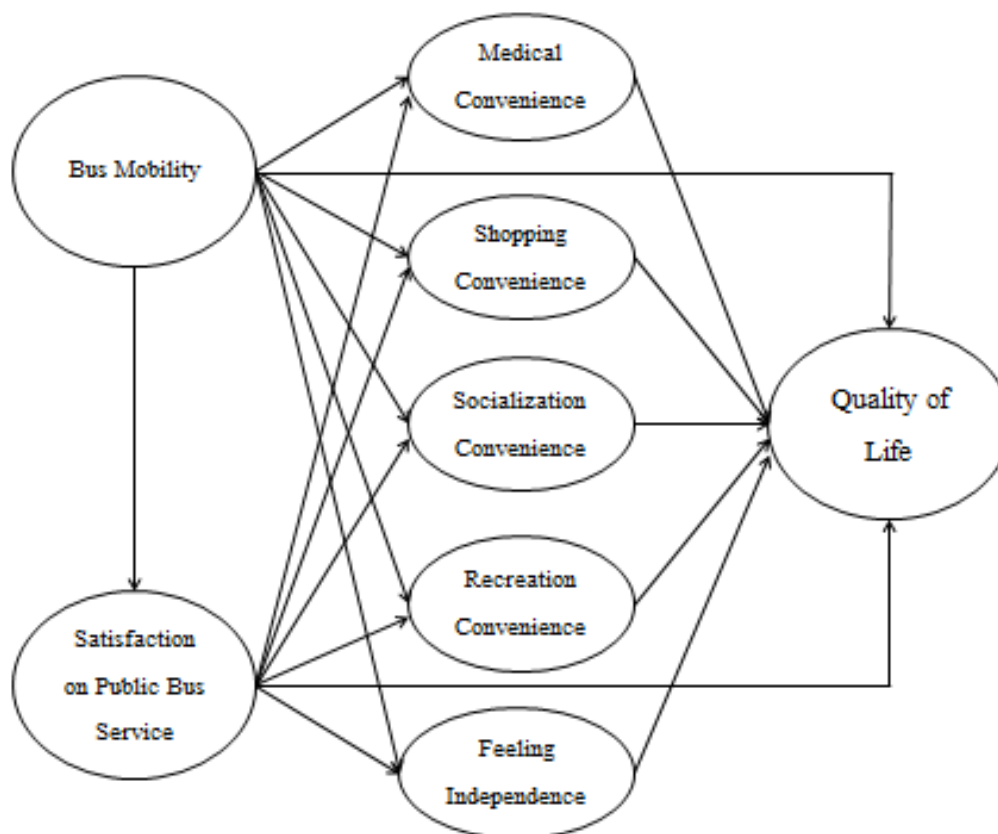 Medical
Convenience
Bus Mobility
Shopping
Convenience
Socialization
Convenience
Quality of
Life
Recreation
Convenience
Satisfaction
on Public Bus
Service
Feeling
Independence